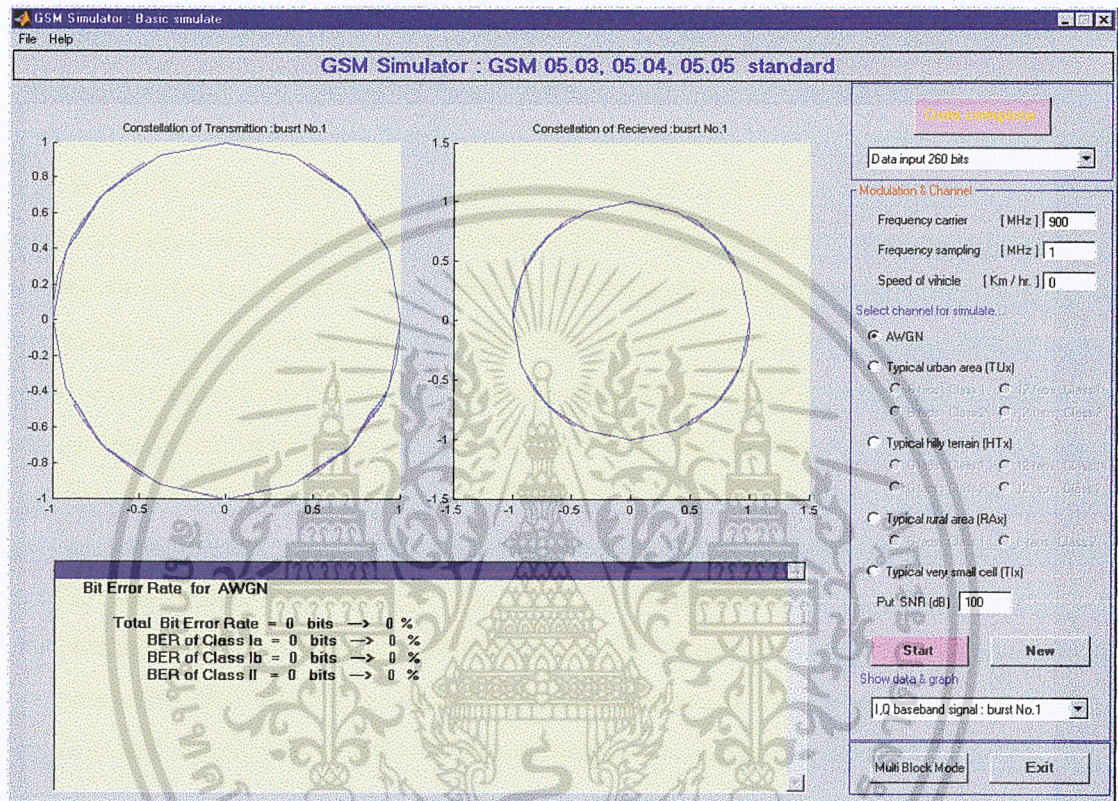 GSM Simulator : Basic simulate
File Help
GSM Simulator : GSM 05.03, 05.04, 05.05 standard
Constellation of Transmittion :busrt No.1
1
0.8
0.6
0.4
0.2
0
-0.2
-0.4
-0.6
-0.8
-1
-1 -0.5 0 0.5 1
Constellation of Recieved :busrt No.1
1.5
1
0.5
0
-0.5
-1
-1.5
-1.5 -1 -0.5 0 0.5 1 1.5
Bit Error Rate for AWGN
Total Bit Error Rate = 0 bits --> 0 %
BER of Class Ia = 0 bits --> 0 %
BER of Class Ib = 0 bits --> 0 %
BER of Class II = 0 bits --> 0 %
Data complete
Data input 260 bits
Modulation & Channel
Frequency carrier [ MHz ] 900
Frequency sampling [ MHz ] 1
Speed of vihicle [ Km / hr. ] 0
Select channel for simulate...
AWGN
Typical urban area (TUx)
Typical hilly terrain (HTx)
Typical rural area (RAx)
Typical very small cell (TIx)
Put SNR (dB) 100
Start New
Show data & graph
I,Q baseband signal : burst No.1
Multi Block Mode Exit